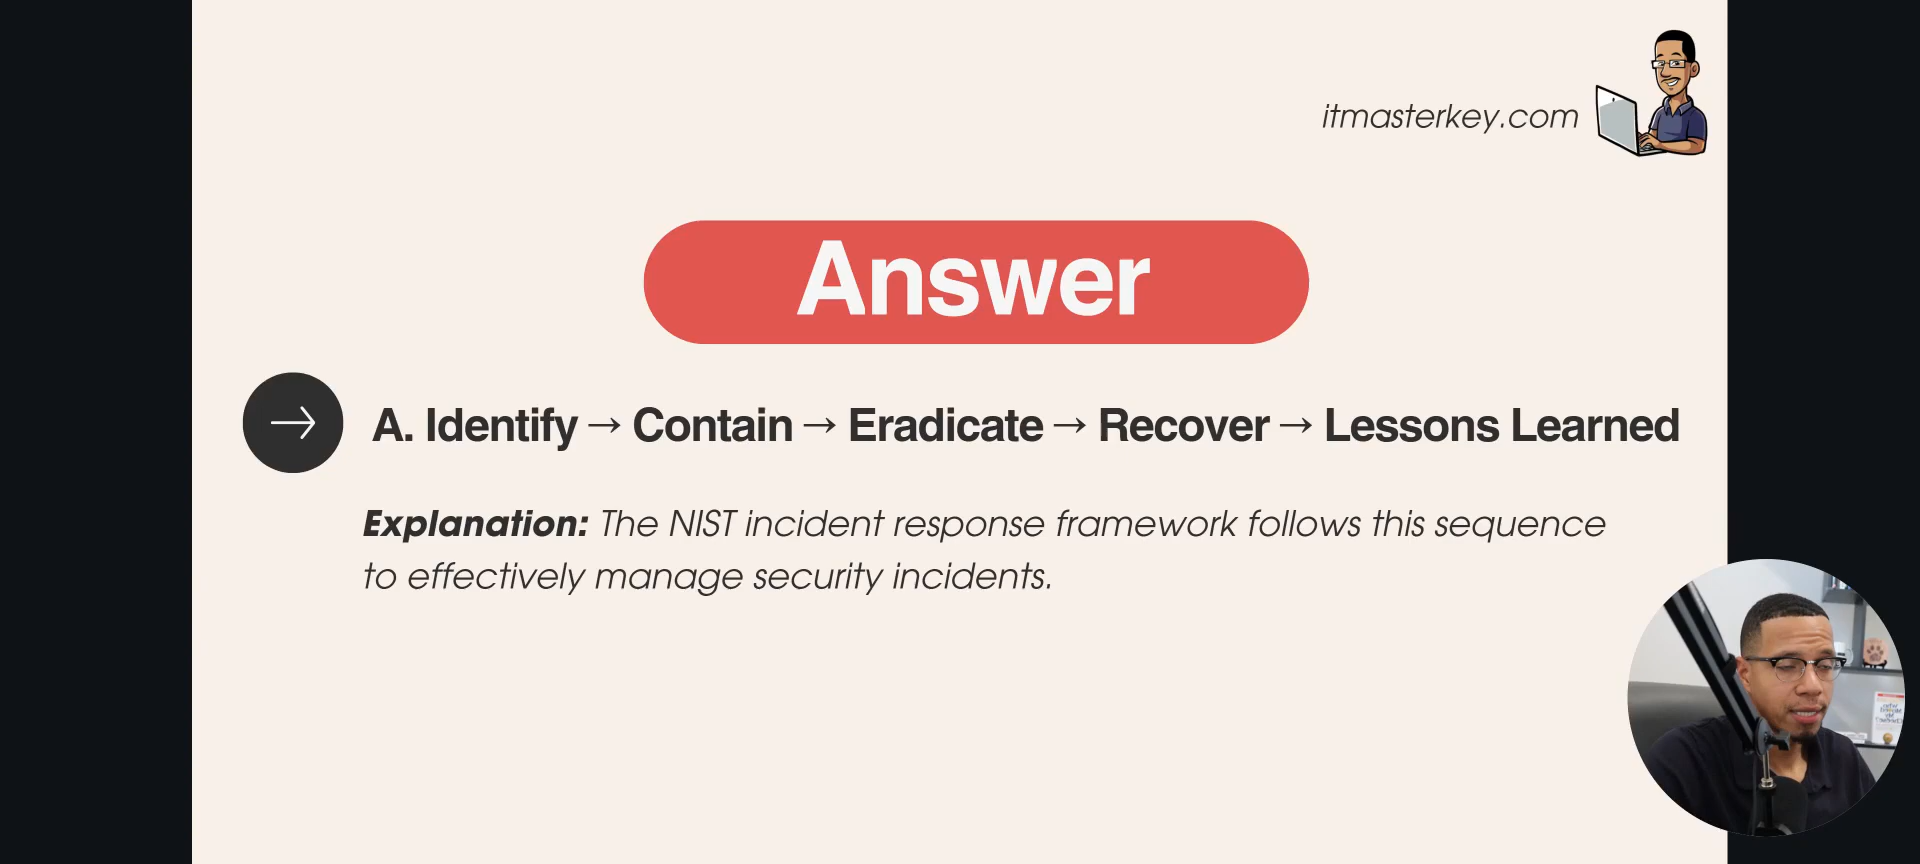 itmasterkey.com
Answer
A. Identify → Contain → Eradicate → Recover → Lessons Learned
Explanation: The NIST incident response framework follows this sequence
to effectively manage security incidents.